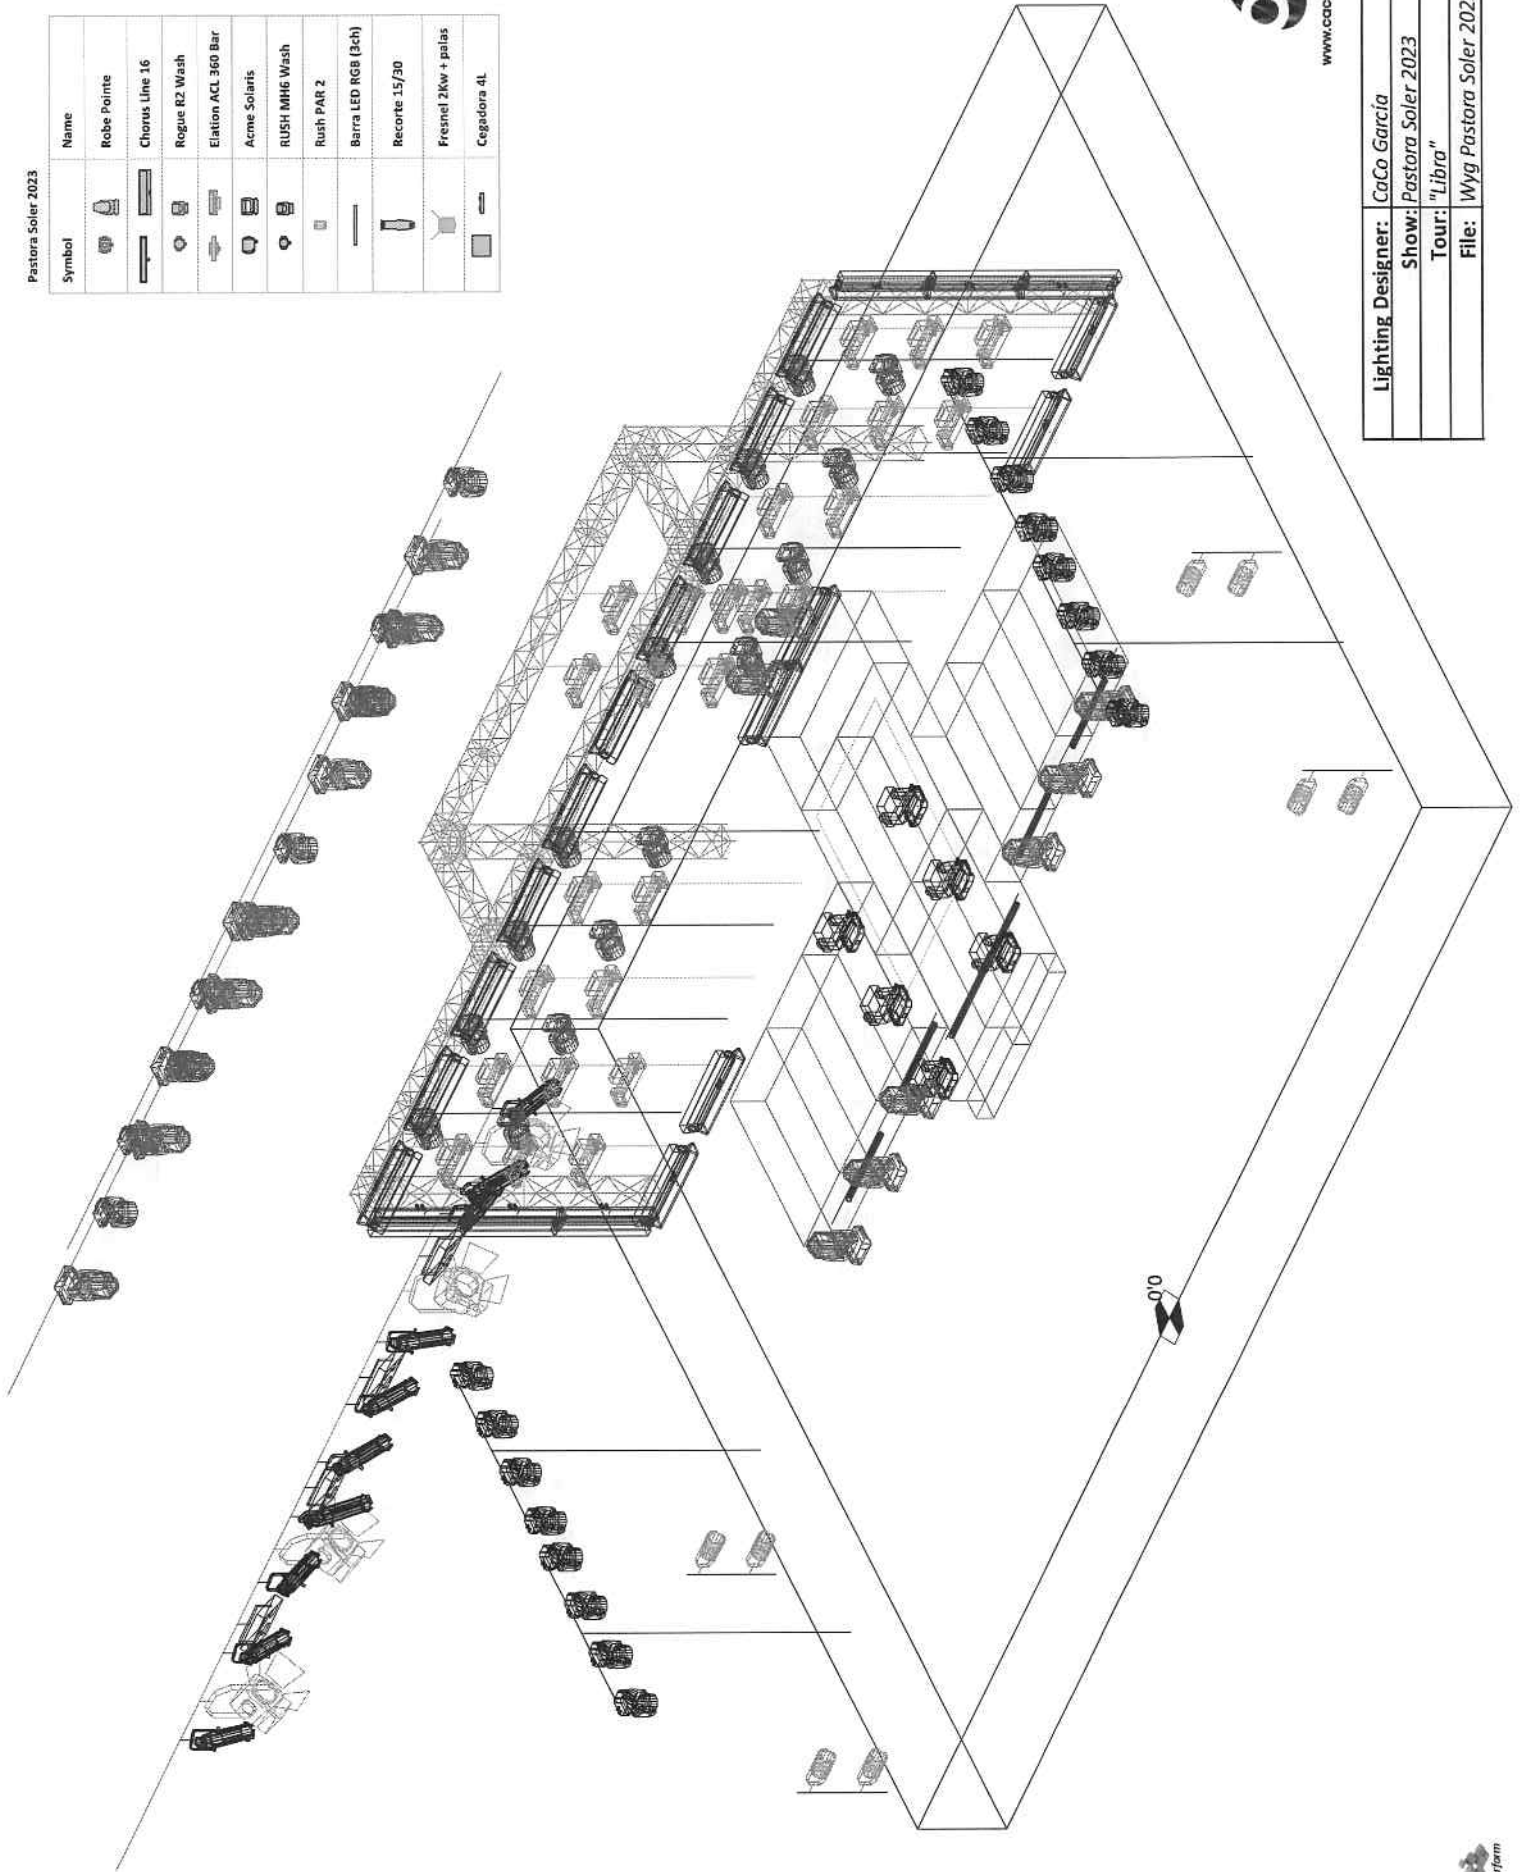 Pastora Soler 2023
Symbol Name
Robe Pointe
Chorus Line 16
Rogue R2 Wash
Elation ACL 360 Bar
Acme Solaris
RUSH MH6 Wash
Rush PAR 2
Barra LED RGB (3ch)
Recorte 15/30
Fresnel 2Kw + palas
Cegadora 4L
0,0
www.cac
Lighting Designer: CaCo García
Show: Pastora Soler 2023
Tour: "Libra"
File: Wyg Pastora Soler 202
rform